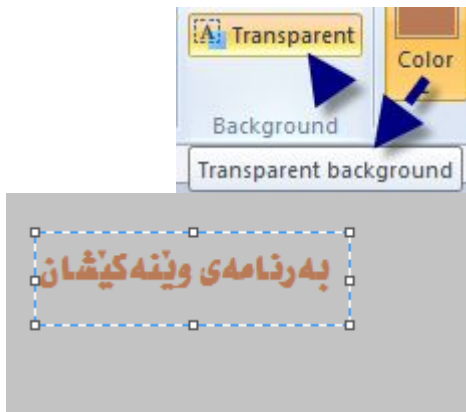 Transparent
Color
Background
Transparent background
بەرنامەی وێنەکێشان